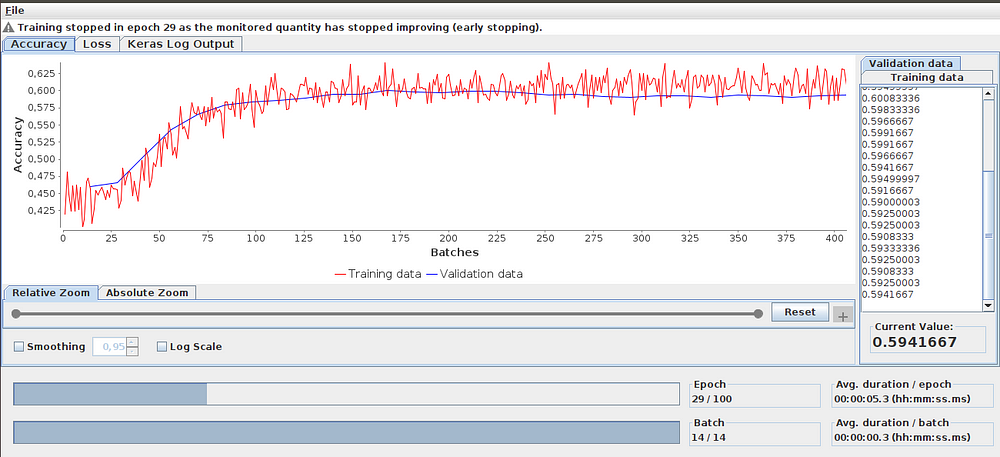 File
Training stopped in epoch 29 as the monitored quantity has stopped improving (early stopping).
Accuracy
Loss
Keras Log Output
0,625
0,600
0,575
0,550
0,525
0,500
0,475
0,450
0,425
Accuracy
0 25 50 75 100 125 150 175 200 225 250 275 300 325 350 375 400
Batches
Training data
Validation data
Validation data
Training data
0.60083336
0.59833336
0.5966667
0.5991667
0.5991667
0.5966667
0.5941667
0.59499997
0.5916667
0.59000003
0.59250003
0.59250003
0.5908333
0.59333336
0.59250003
0.5908333
0.59250003
0.5941667
Current Value:
0.5941667
Relative Zoom
Absolute Zoom
Reset
+
Smoothing
0,95
Log Scale
Epoch
29 / 100
Avg. duration / epoch
00:00:05.3 (hh:mm:ss.ms)
Batch
14 / 14
Avg. duration / batch
00:00:00.3 (hh:mm:ss.ms)